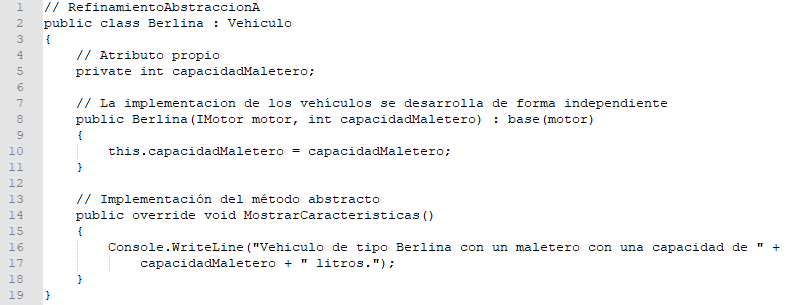 1 // RefinamientoAbstraccionA
2 public class Berlina : Vehiculo
3 {
4     // Atributo propio
5     private int capacidadMaletero;
6
7     // La implementacion de los vehículos se desarrolla de forma independiente
8     public Berlina(IMotor motor, int capacidadMaletero) : base(motor)
9     {
10         this.capacidadMaletero = capacidadMaletero;
11     }
12
13     // Implementación del método abstracto
14     public override void MostrarCaracteristicas()
15     {
16         Console.WriteLine("Vehiculo de tipo Berlina con un maletero con una capacidad de " +
17             capacidadMaletero + " litros.");
18     }
19 }